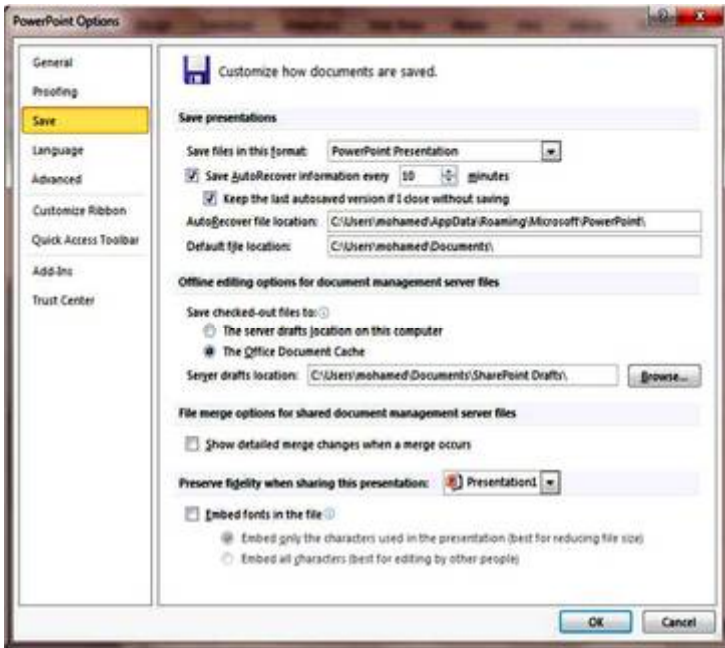 PowerPoint Options
General
Proofing
Save
Language
Advanced
Customize Ribbon
Quick Access Toolbar
Add-Ins
Trust Center
Customize how documents are saved.
Save presentations
Save files in this format: PowerPoint Presentation
Save AutoRecover information every 10 minutes
Keep the last autosaved version if I close without saving
AutoRecover file location: C:\Users\mohamed\AppData\Roaming\Microsoft\PowerPoint\
Default file location: C:\Users\mohamed\Documents\
Offline editing options for document management server files
Save checked-out files to:
The server drafts location on this computer
The Office Document Cache
Server drafts location: C:\Users\mohamed\Documents\SharePoint Drafts\ Browse...
File merge options for shared document management server files
Show detailed merge changes when a merge occurs
Preserve fidelity when sharing this presentation: Presentation1
Embed fonts in the file
Embed only the characters used in the presentation (best for reducing file size)
Embed all characters (best for editing by other people)
OK Cancel